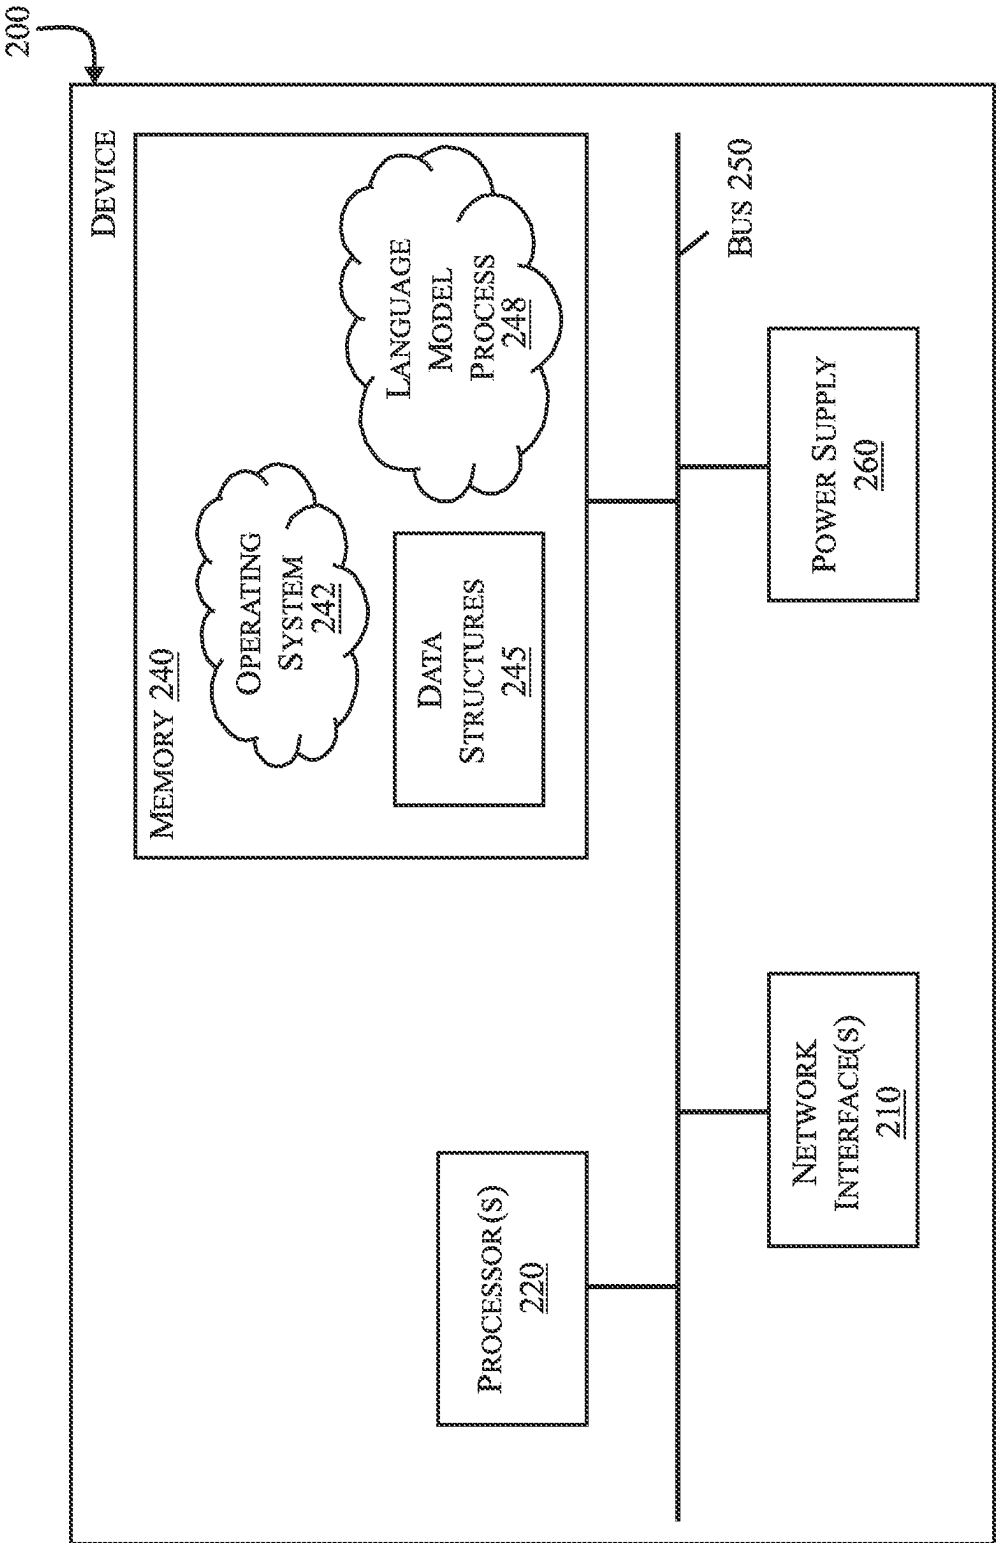 200
DEVICE
MEMORY 240
OPERATING
SYSTEM
242
DATA
STRUCTURES
245
LANGUAGE
MODEL
PROCESS
248
PROCESSOR(S)
220
BUS 250
NETWORK
INTERFACE(S)
210
POWER SUPPLY
260